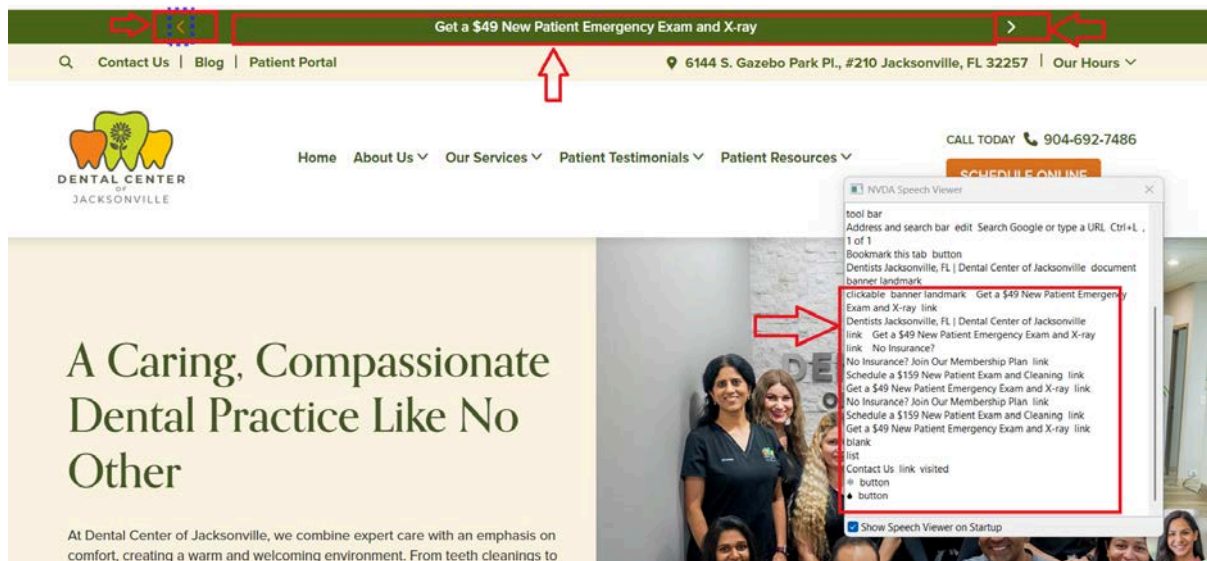 Get a $49 New Patient Emergency Exam and X-ray
Contact Us | Blog | Patient Portal
6144 S. Gazebo Park Pl., #210 Jacksonville, FL 32257 | Our Hours
DENTAL CENTER
OF
JACKSONVILLE
Home About Us Our Services Patient Testimonials Patient Resources
CALL TODAY 904-692-7486
SCHEDULE ONLINE
NVDA Speech Viewer
tool bar
Address and search bar edit Search Google or type a URL Ctrl+L ,
1 of 1
Bookmark this tab button
Dentists Jacksonville, FL | Dental Center of Jacksonville document
banner landmark
clickable banner landmark Get a $49 New Patient Emergency
Exam and X-ray link
Dentists Jacksonville, FL | Dental Center of Jacksonville
link Get a $49 New Patient Emergency Exam and X-ray
link No Insurance?
No Insurance? Join Our Membership Plan link
Schedule a $159 New Patient Exam and Cleaning link
Get a $49 New Patient Emergency Exam and X-ray link
No Insurance? Join Our Membership Plan link
Schedule a $159 New Patient Exam and Cleaning link
Get a $49 New Patient Emergency Exam and X-ray link
blank
list
Contact Us link visited
button
button
Show Speech Viewer on Startup
A Caring, Compassionate
Dental Practice Like No
Other
At Dental Center of Jacksonville, we combine expert care with an emphasis on
comfort, creating a warm and welcoming environment. From teeth cleanings to